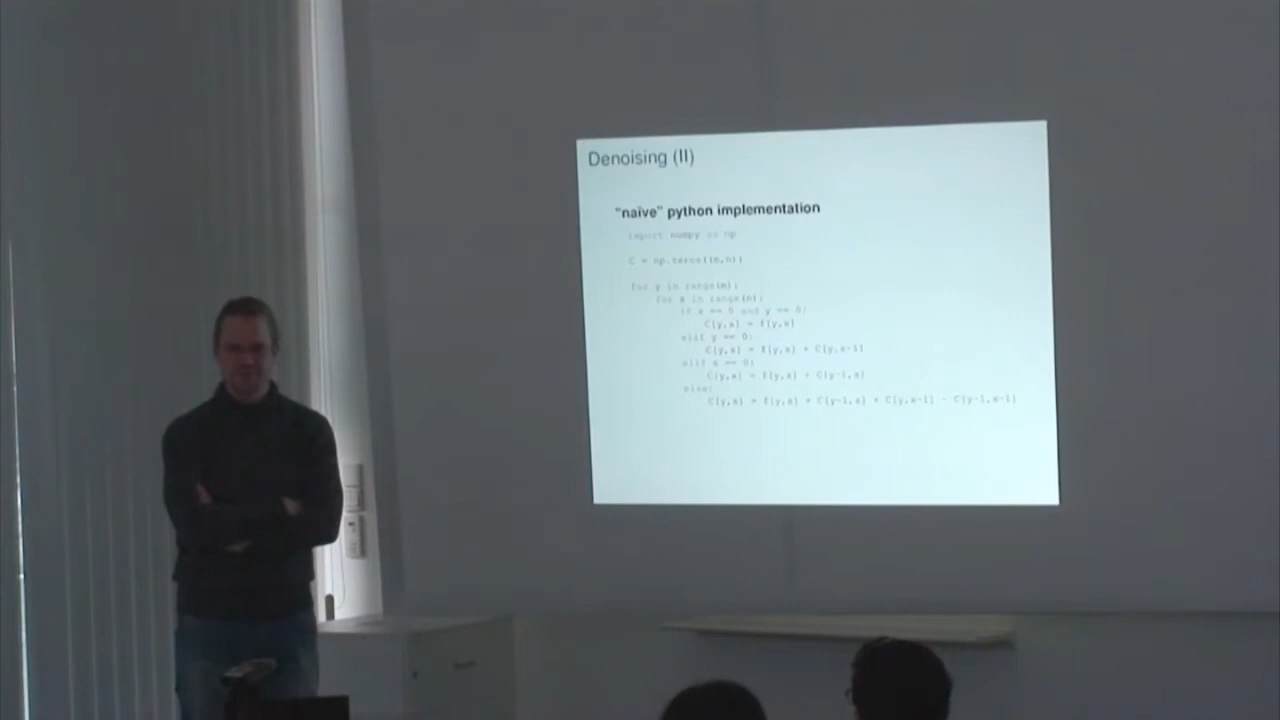 Denoising (II)
"naïve" python implementation
import numpy as np
C = np.zeros((m,n))
for y in range(m):
for x in range(n):
if x == 0 and y == 0:
C[y,x] = f[y,x]
elif y == 0:
C[y,x] = f[y,x] + C[y,x-1]
elif x == 0:
C[y,x] = f[y,x] + C[y-1,x]
else:
C[y,x] = f[y,x] + C[y-1,x] + C[y,x-1] - C[y-1,x-1]